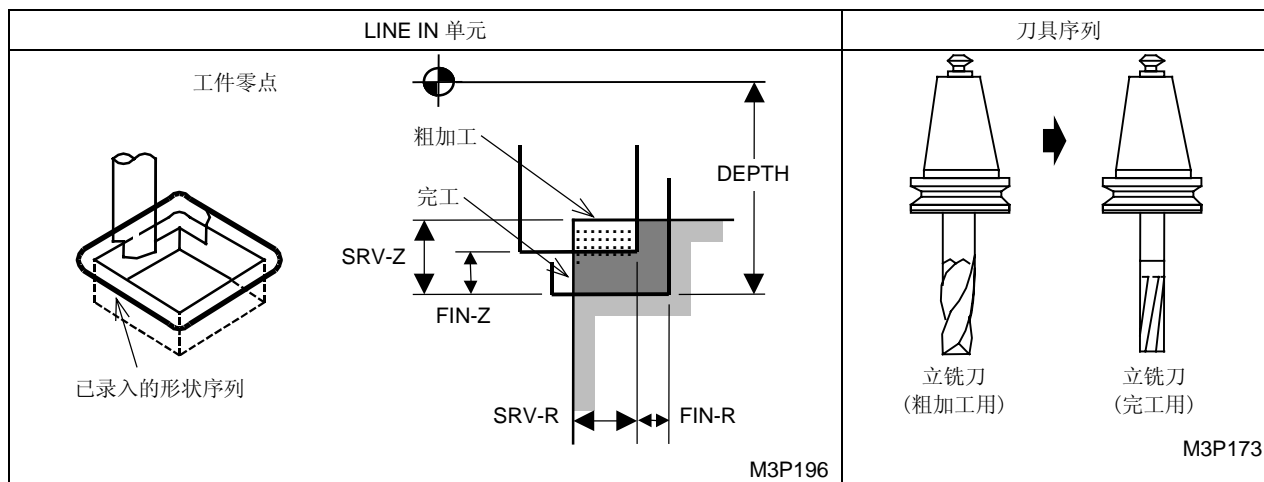 LINE IN 单元
刀具序列
工件零点
粗加工
DEPTH
完工
SRV-Z
FIN-Z
已录入的形状序列
SRV-R
FIN-R
M3P196
立铣刀
(粗加工用)
立铣刀
(完工用)
M3P173